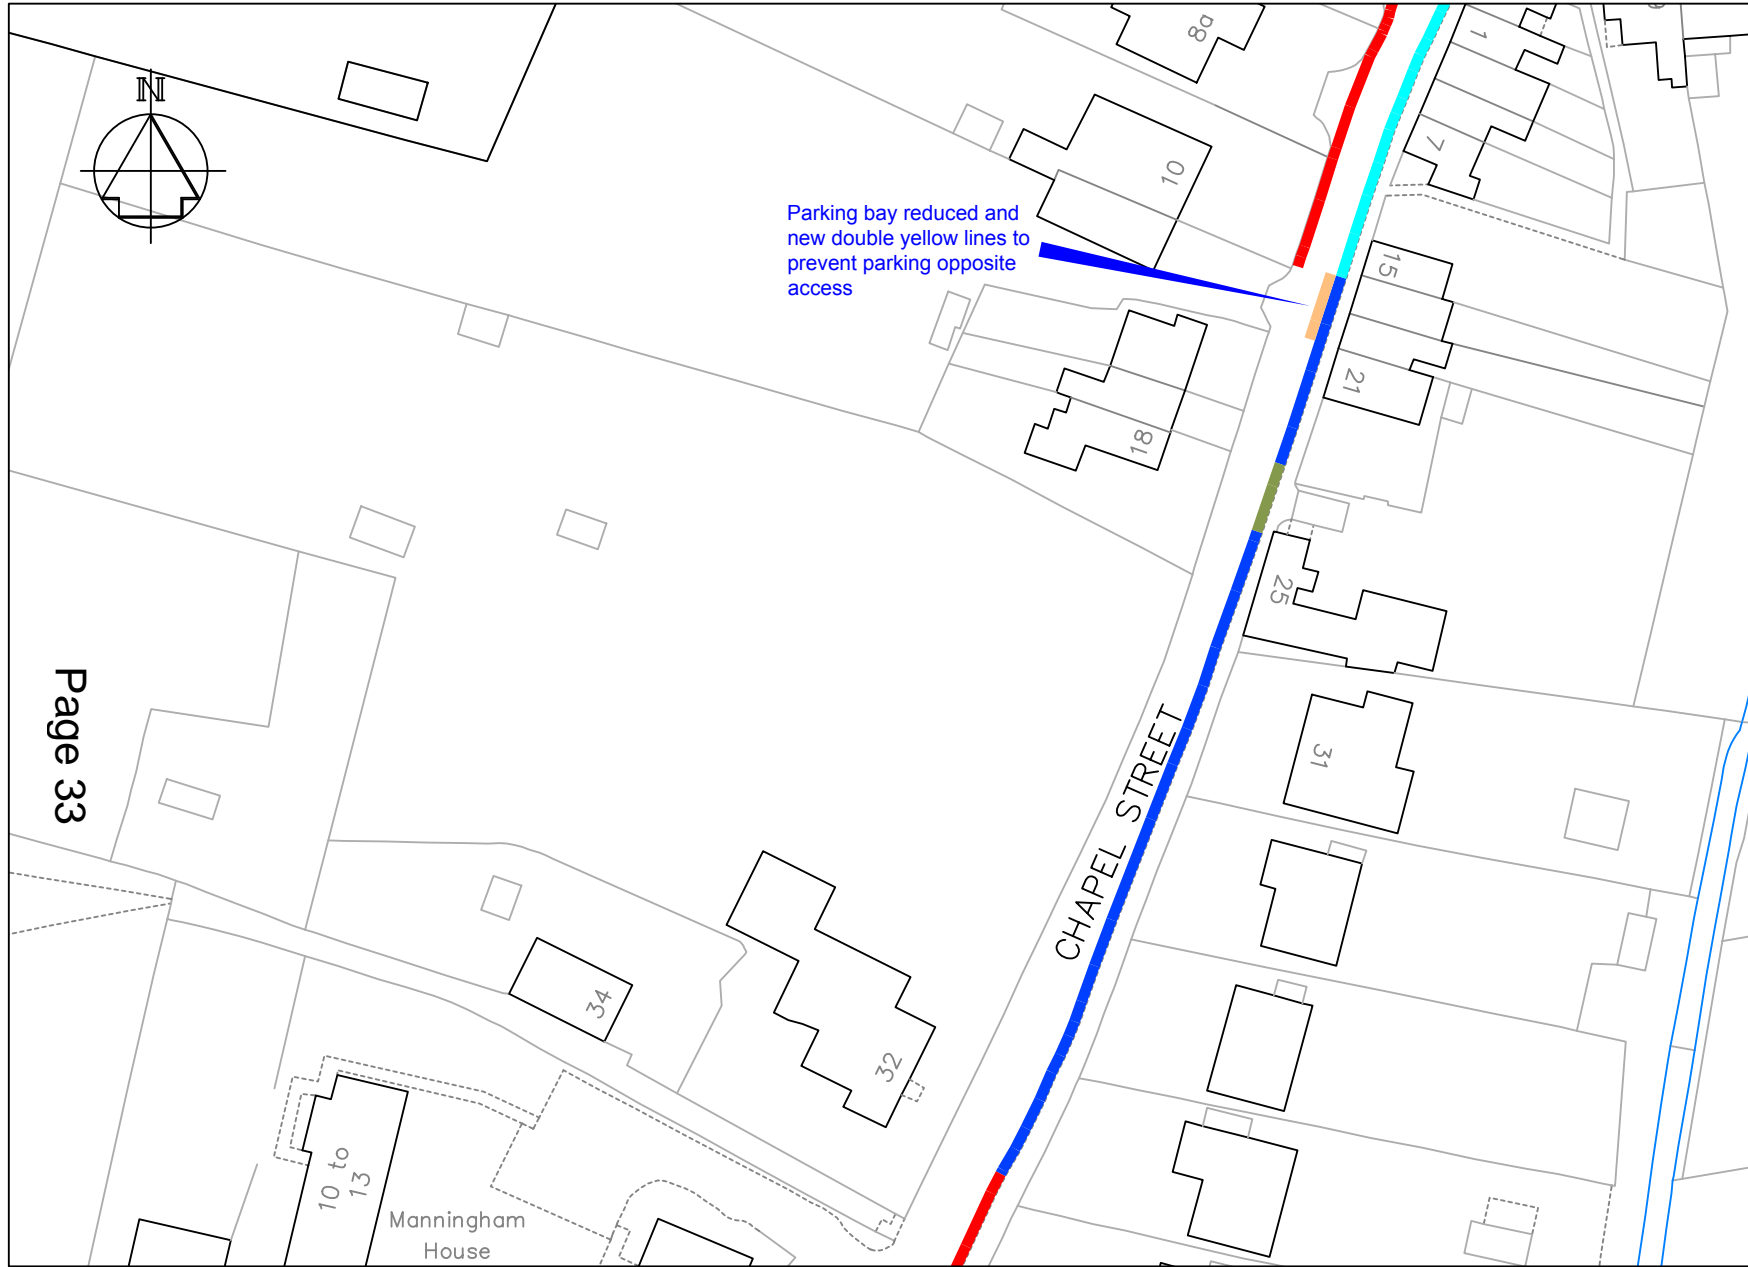 8a
1
N
7
10
Parking bay reduced and
new double yellow lines to
prevent parking opposite
access
15
21
18
25
Page 33
CHAPEL STREET
31
34
32
10 to
13
Manningham
House